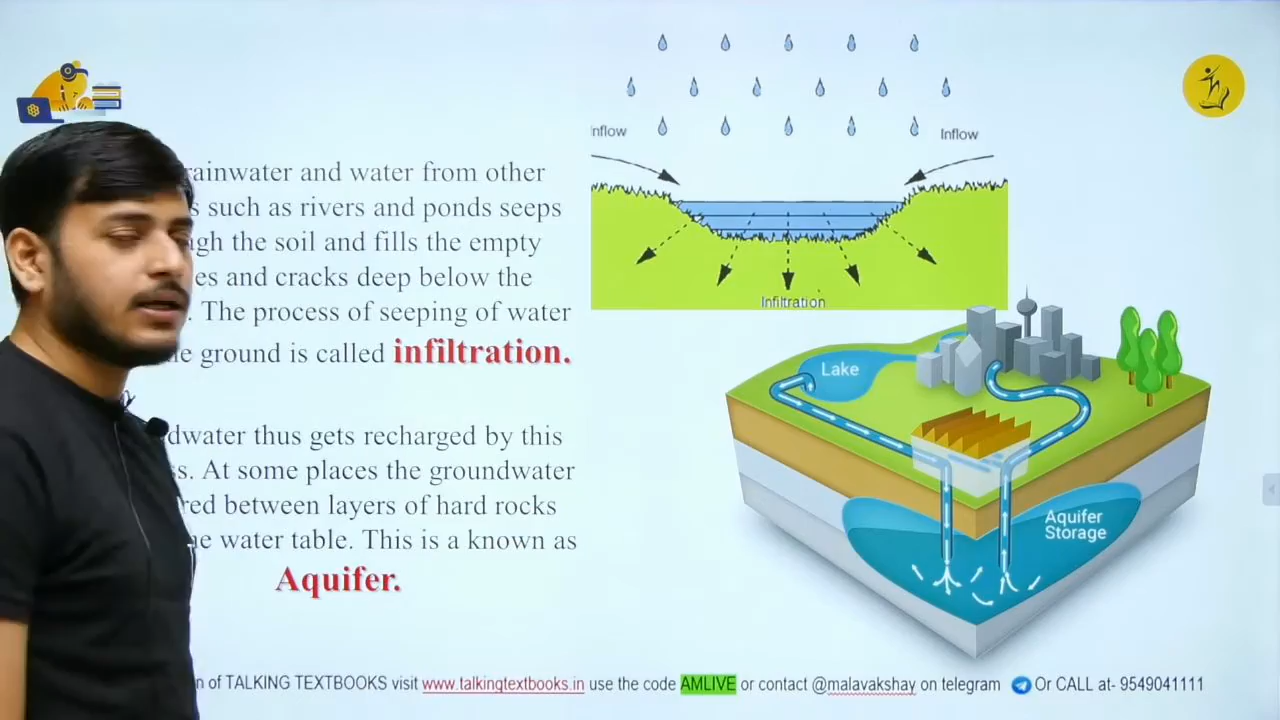 Inflow
Inflow
rainwater and water from other
such as rivers and ponds seeps
the soil and fills the empty
and cracks deep below the
. The process of seeping of water
ground is called infiltration.
Infiltration
Lake
thus gets recharged by this
At some places the groundwater
between layers of hard rocks
water table. This is a known as
Aquifer.
Aquifer
Storage
of TALKING TEXTBOOKS visit www.talkingtextbooks.in use the code AMLIVE or contact @malavakshay on telegram Or CALL at- 9549041111